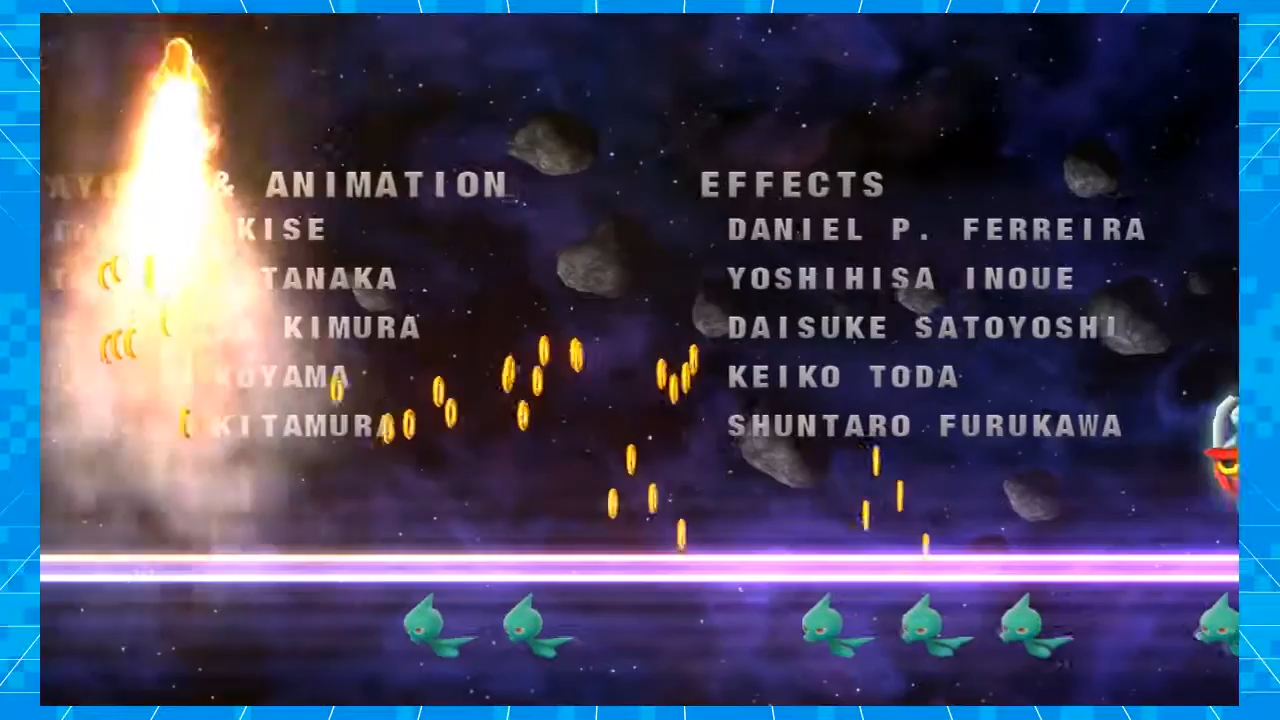 & ANIMATION
KISE
TANAKA
KIMURA
KOYAMA
KITAMURA
EFFECTS
DANIEL P. FERREIRA
YOSHIHISA INOUE
DAISUKE SATOYOSHI
KEIKO TODA
SHUNTARO FURUKAWA